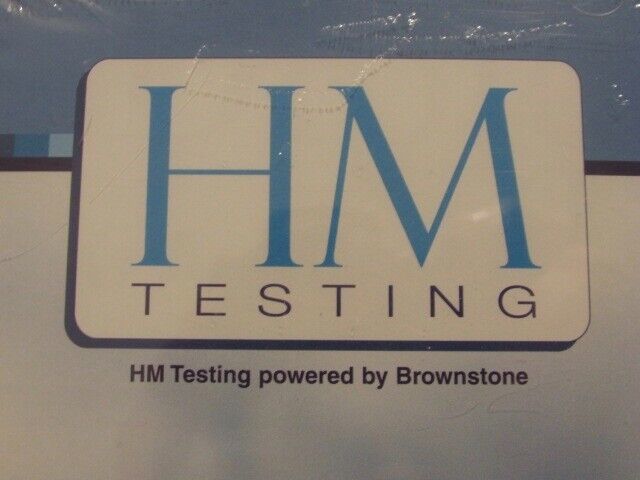 HM
TESTING
HM Testing powered by Brownstone